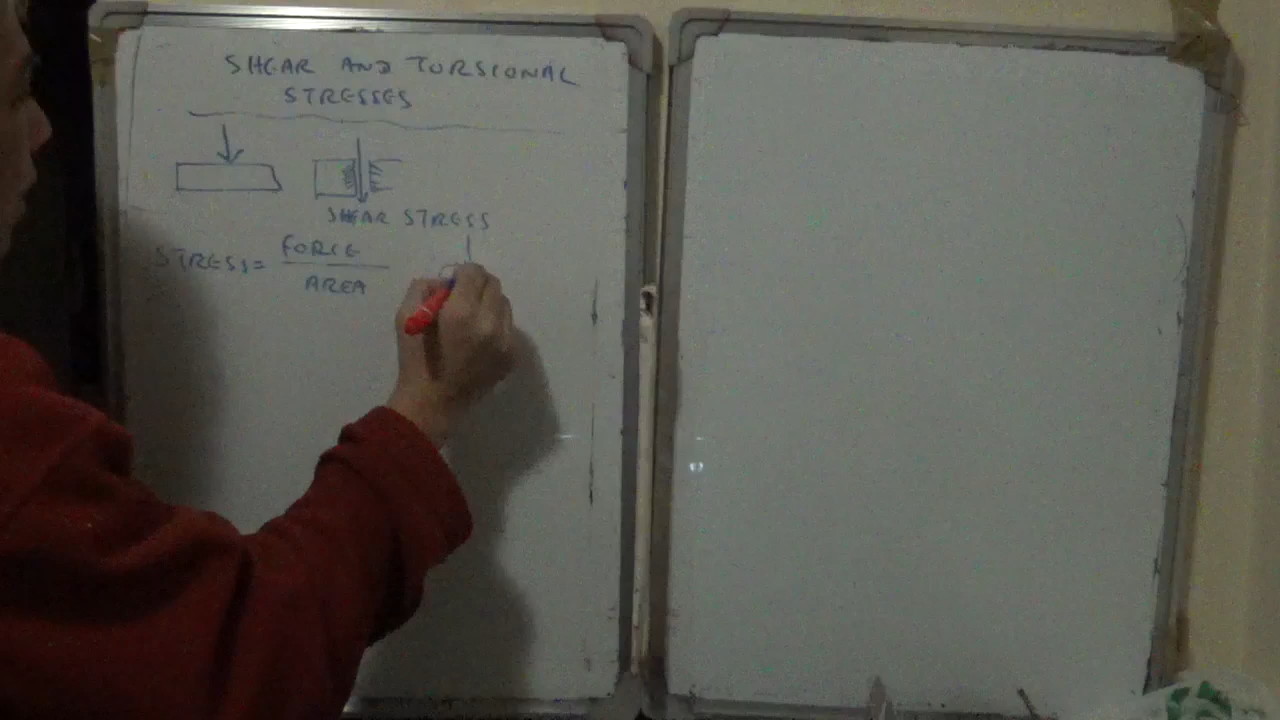 SHEAR AND TORSIONAL
STRESSES
SHEAR STRESS
STRESS = FORCE
AREA